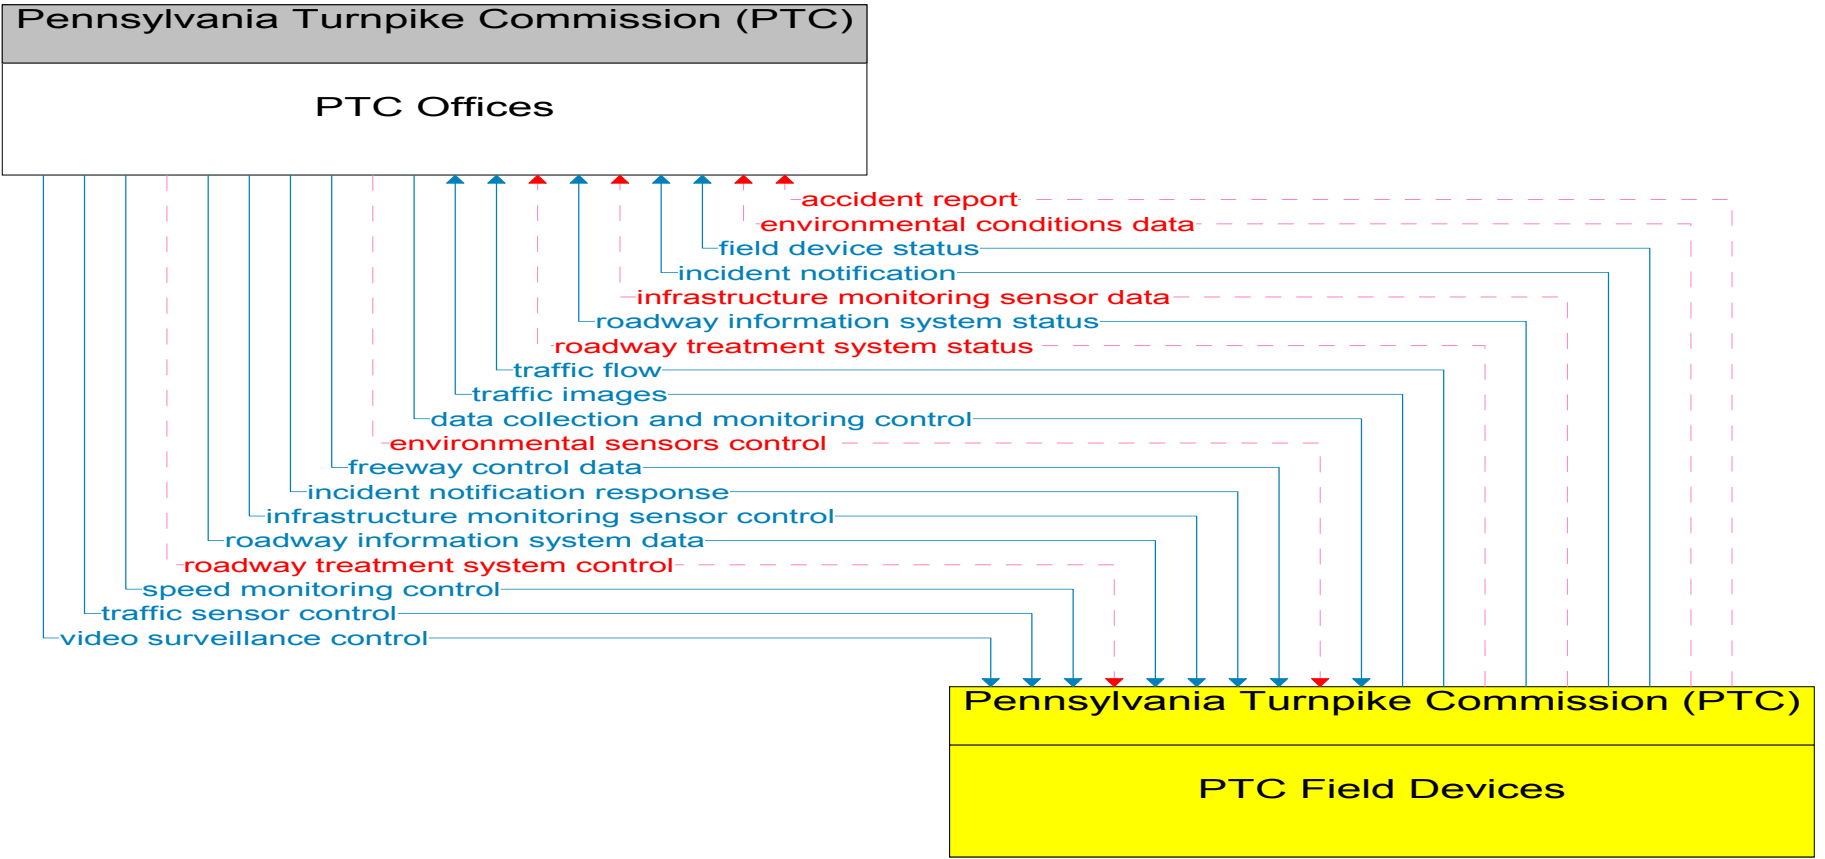 Pennsylvania Turnpike Commission (PTC)
PTC Offices
accident report
environmental conditions data
field device status
incident notification
infrastructure monitoring sensor data
roadway information system status
roadway treatment system status
traffic flow
traffic images
data collection and monitoring control
environmental sensors control
freeway control data
incident notification response
infrastructure monitoring sensor control
roadway information system data
roadway treatment system control
speed monitoring control
traffic sensor control
video surveillance control
Pennsylvania Turnpike Commission (PTC)
PTC Field Devices